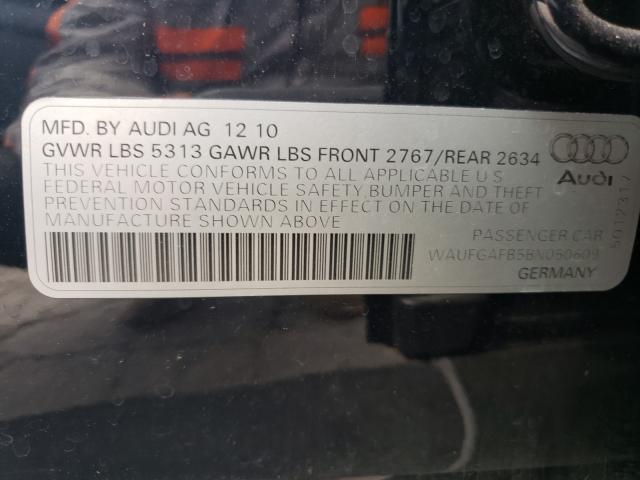 MFD. BY AUDI AG 12 10
GVWR LBS 5313 GAWR LBS FRONT 2767/REAR 2634
THIS VEHICLE CONFORMS TO ALL APPLICABLE U S
FEDERAL MOTOR VEHICLE SAFETY, BUMPER AND THEFT
PREVENTION STANDARDS IN EFFECT ON THE DATE OF
MANUFACTURE SHOWN ABOVE
Audi
PASSENGER CAR
WAUFGAFB5BN050609
GERMANY